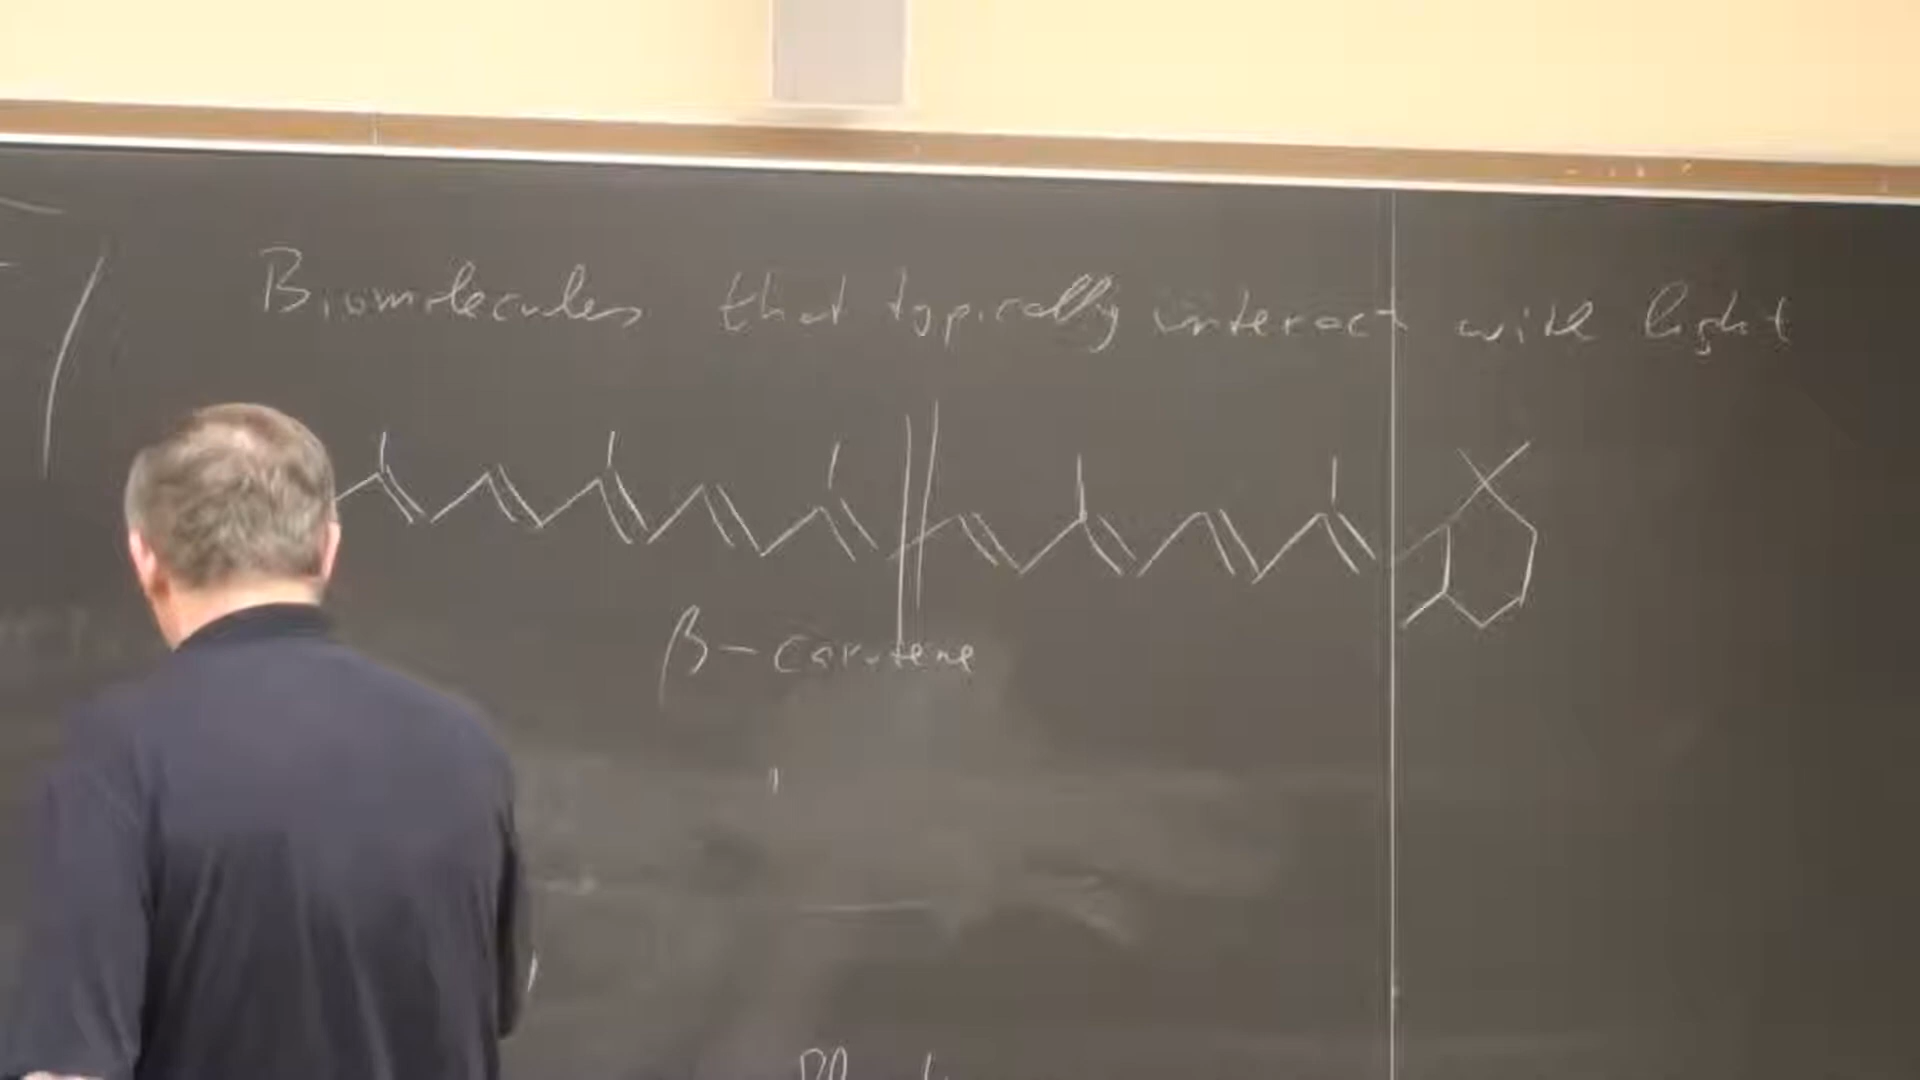 Biomolecules that typically interact with light
β-carotene